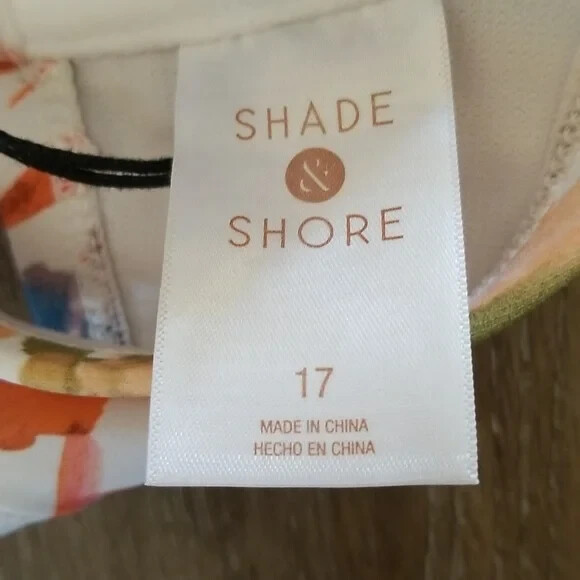 SHADE
&
SHORE
17
MADE IN CHINA
HECHO EN CHINA